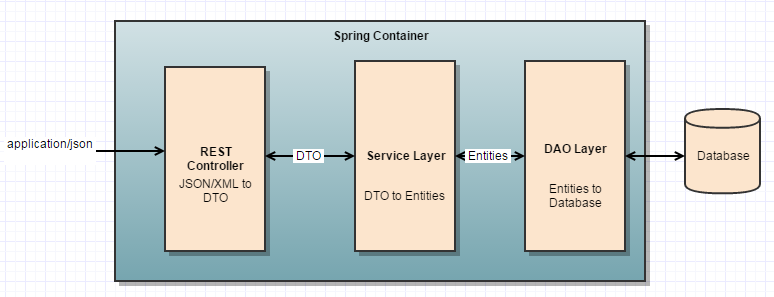 Spring Container
application/json
REST
Controller
JSON/XML to
DTO
DTO
Service Layer
DTO to Entities
Entities
DAO Layer
Entities to
Database
Database